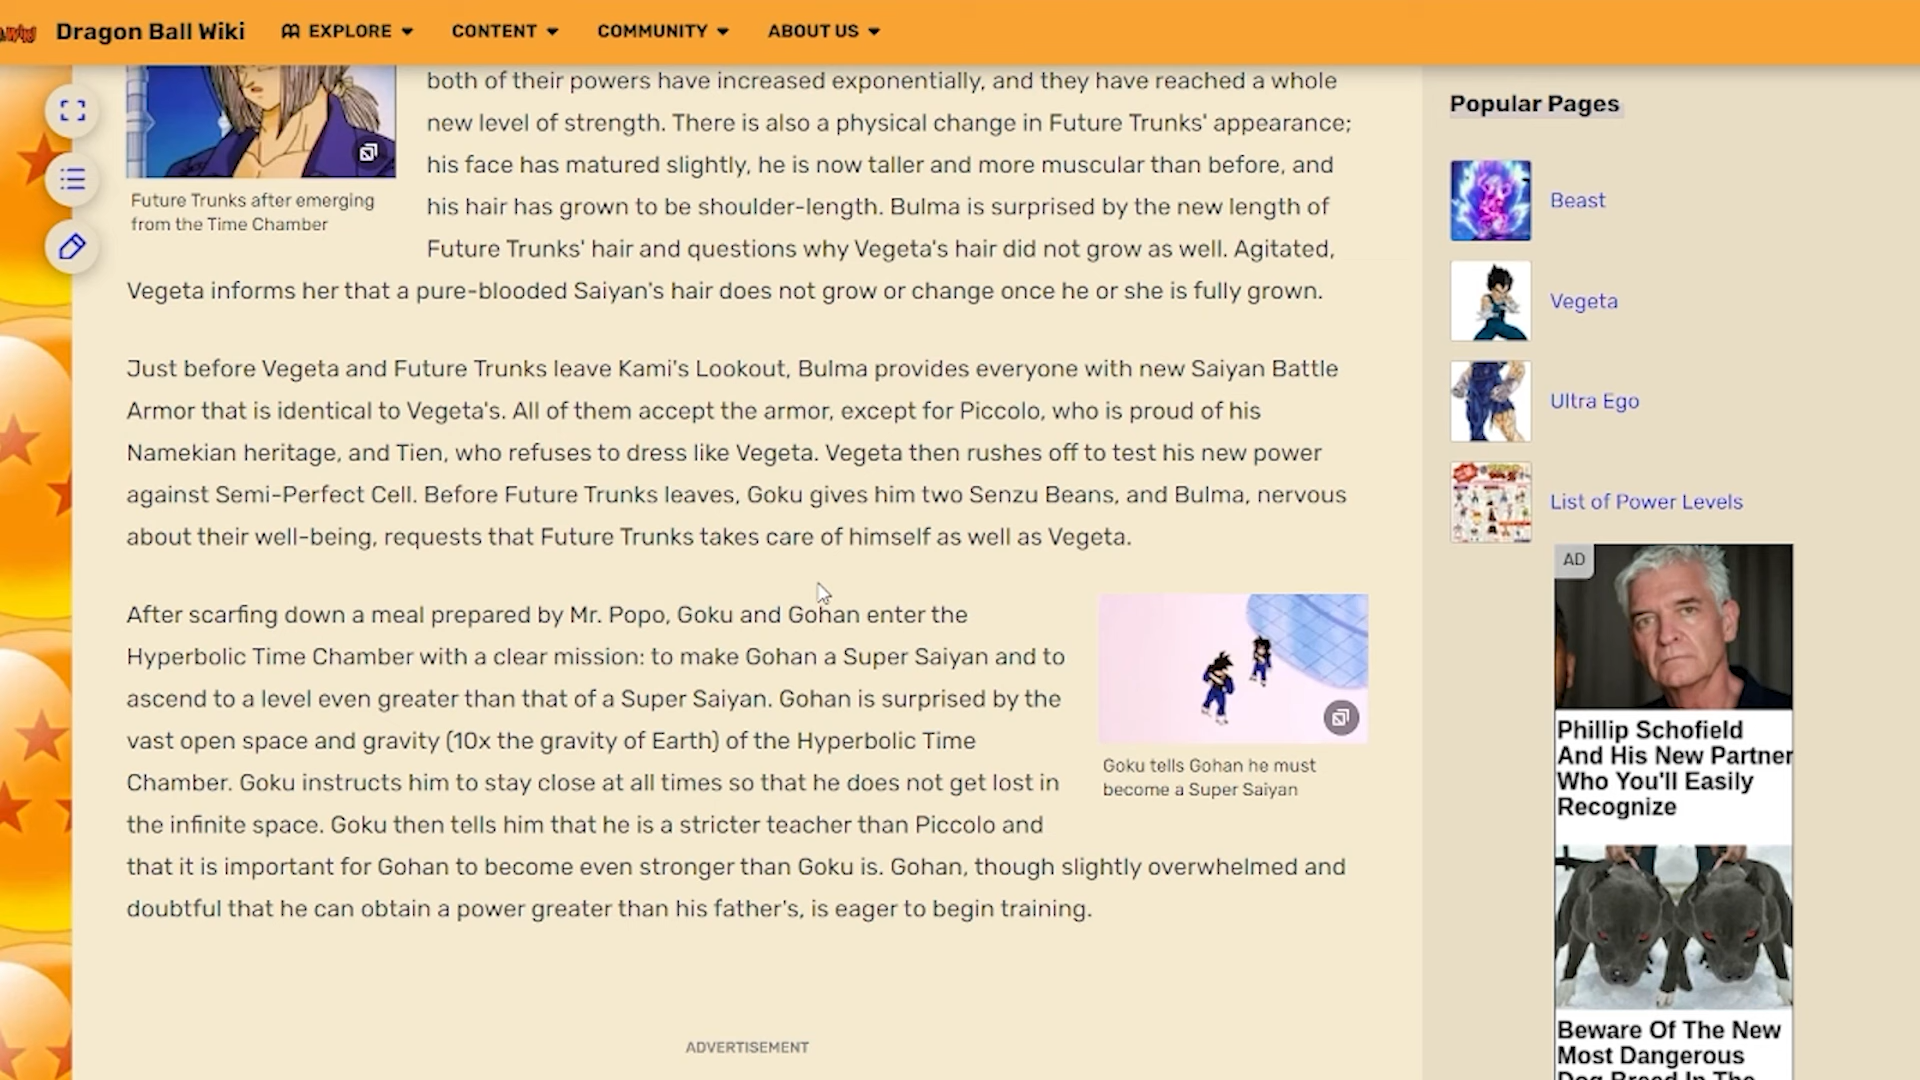 Dragon Ball Wiki
EXPLORE
CONTENT
COMMUNITY
ABOUT US
both of their powers have increased exponentially, and they have reached a whole
new level of strength. There is also a physical change in Future Trunks' appearance;
his face has matured slightly, he is now taller and more muscular than before, and
his hair has grown to be shoulder-length. Bulma is surprised by the new length of
Future Trunks' hair and questions why Vegeta's hair did not grow as well. Agitated,
Vegeta informs her that a pure-blooded Saiyan's hair does not grow or change once he or she is fully grown.
Future Trunks after emerging
from the Time Chamber
Just before Vegeta and Future Trunks leave Kami's Lookout, Bulma provides everyone with new Saiyan Battle
Armor that is identical to Vegeta's. All of them accept the armor, except for Piccolo, who is proud of his
Namekian heritage, and Tien, who refuses to dress like Vegeta. Vegeta then rushes off to test his new power
against Semi-Perfect Cell. Before Future Trunks leaves, Goku gives him two Senzu Beans, and Bulma, nervous
about their well-being, requests that Future Trunks takes care of himself as well as Vegeta.
After scarfing down a meal prepared by Mr. Popo, Goku and Gohan enter the
Hyperbolic Time Chamber with a clear mission: to make Gohan a Super Saiyan and to
ascend to a level even greater than that of a Super Saiyan. Gohan is surprised by the
vast open space and gravity (10x the gravity of Earth) of the Hyperbolic Time
Chamber. Goku instructs him to stay close at all times so that he does not get lost in
the infinite space. Goku then tells him that he is a stricter teacher than Piccolo and
that it is important for Gohan to become even stronger than Goku is. Gohan, though slightly overwhelmed and
doubtful that he can obtain a power greater than his father's, is eager to begin training.
Goku tells Gohan he must
become a Super Saiyan
ADVERTISEMENT
Popular Pages
Beast
Vegeta
Ultra Ego
List of Power Levels
AD
Phillip Schofield
And His New Partner
Who You'll Easily
Recognize
Beware Of The New
Most Dangerous
Dog Breed In The